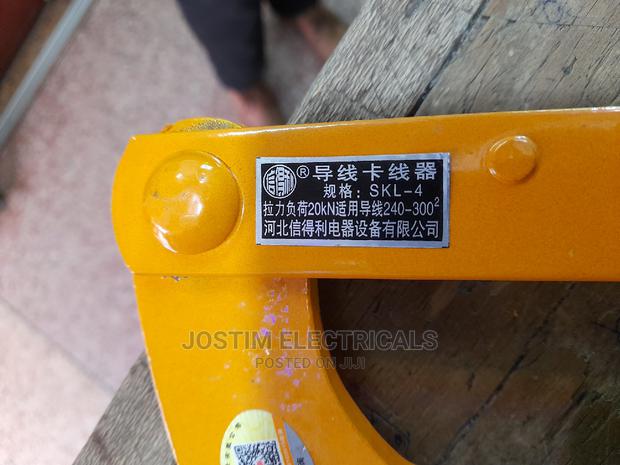 ® 导线卡线器
规格：SKL-4
拉力负荷20kN适用导线240-300²
河北信得利电器设备有限公司
JOSTIM ELECTRICALS
POSTED ON JIJI